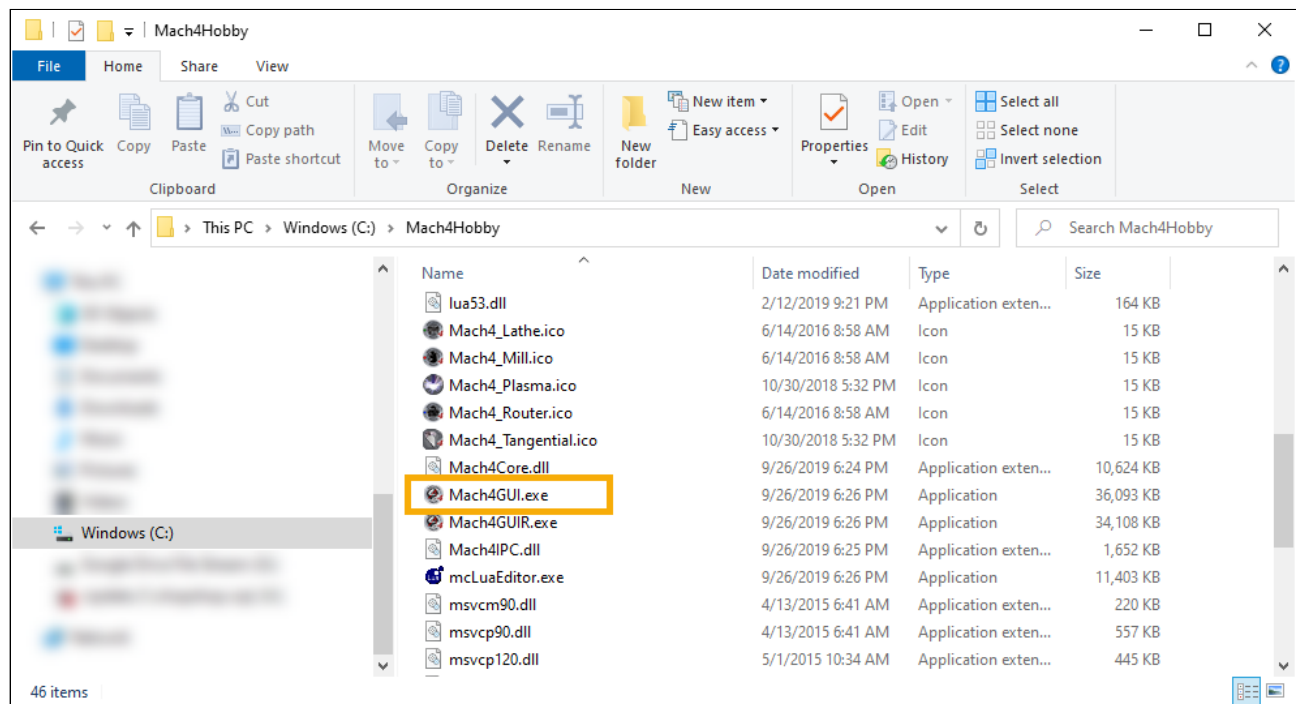 Mach4Hobby
File Home Share View
Pin to Quick access
Copy
Paste
Cut
Copy path
Paste shortcut
Clipboard
Move to
Copy to
Delete
Rename
Organize
New folder
New item
Easy access
New
Properties
Open
Edit
History
Open
Select all
Select none
Invert selection
Select
This PC > Windows (C:) > Mach4Hobby
Search Mach4Hobby
Name Date modified Type Size
lua53.dll 2/12/2019 9:21 PM Application exten... 164 KB
Mach4_Lathe.ico 6/14/2016 8:58 AM Icon 15 KB
Mach4_Mill.ico 6/14/2016 8:58 AM Icon 15 KB
Mach4_Plasma.ico 10/30/2018 5:32 PM Icon 15 KB
Mach4_Router.ico 6/14/2016 8:58 AM Icon 15 KB
Mach4_Tangential.ico 10/30/2018 5:32 PM Icon 15 KB
Mach4Core.dll 9/26/2019 6:24 PM Application exten... 10,624 KB
Mach4GUI.exe 9/26/2019 6:26 PM Application 36,093 KB
Mach4GUIR.exe 9/26/2019 6:26 PM Application 34,108 KB
Mach4IPC.dll 9/26/2019 6:25 PM Application exten... 1,652 KB
mcLuaEditor.exe 9/26/2019 6:26 PM Application 11,403 KB
msvcm90.dll 4/13/2015 6:41 AM Application exten... 220 KB
msvcp90.dll 4/13/2015 6:41 AM Application exten... 557 KB
msvcp120.dll 5/1/2015 10:34 AM Application exten... 445 KB
Windows (C:)
46 items